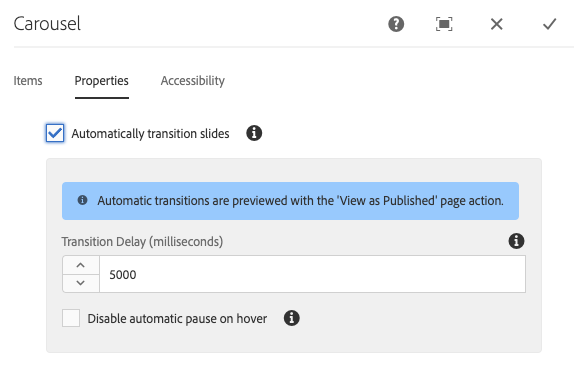 Carousel
Items Properties Accessibility
Automatically transition slides
Automatic transitions are previewed with the 'View as Published' page action.
Transition Delay (milliseconds)
5000
Disable automatic pause on hover